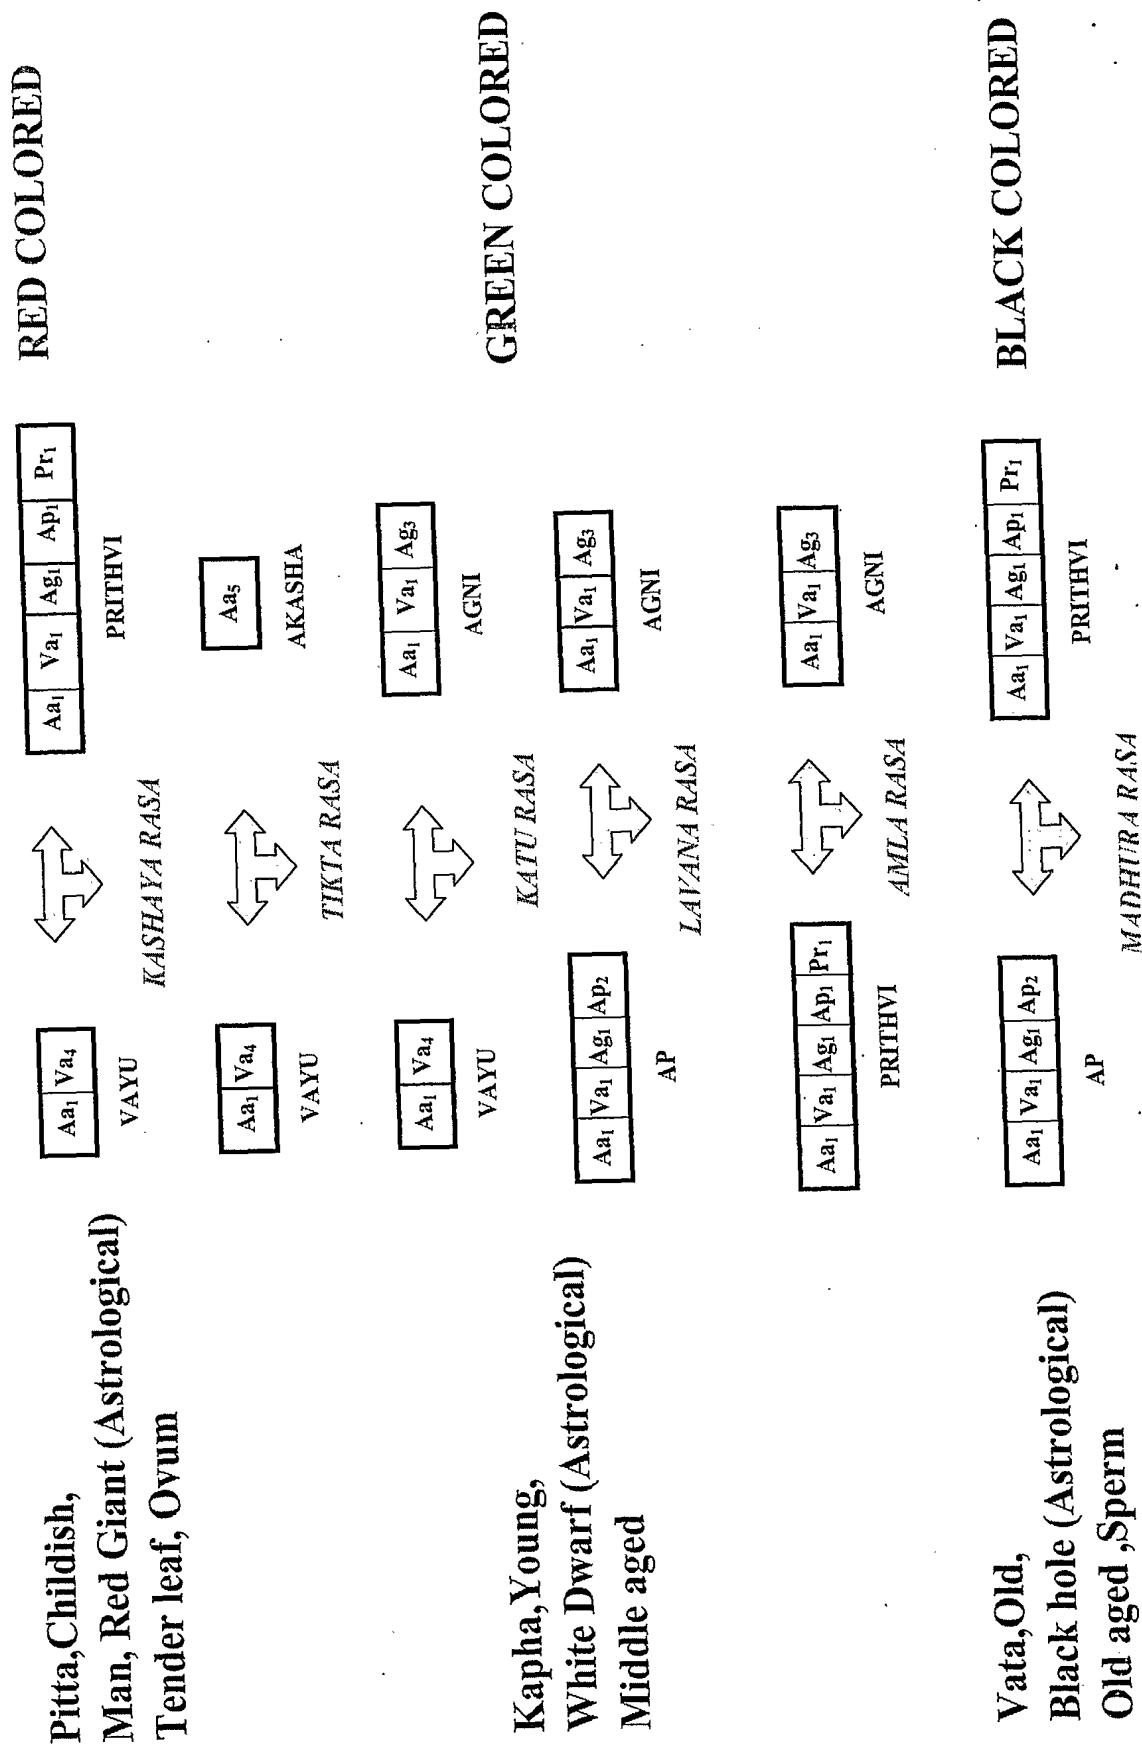 Pitta,Childish,
Man, Red Giant (Astrological)
Tender leaf, Ovum
Aa1 Va4
VAYU
KASHAYA RASA
Aa1 Va1 Ag1 Ap1 Pr1
PRITHVI
RED COLORED
Aa1 Va4
VAYU
TIKTA RASA
Aa5
AKASHA
Kapha,Young,
White Dwarf (Astrological)
Middle aged
Aa1 Va4
VAYU
KATU RASA
Aa1 Va1 Ag3
AGNI
GREEN COLORED
Aa1 Va1 Ag1 Ap2
AP
LAVANA RASA
Aa1 Va1 Ag3
AGNI
Aa1 Va1 Ag1 Ap1 Pr1
PRITHVI
AMLA RASA
Aa1 Va1 Ag3
AGNI
Vata,Old,
Black hole (Astrological)
Old aged ,Sperm
Aa1 Va1 Ag1 Ap2
AP
MADHURA RASA
Aa1 Va1 Ag1 Ap1 Pr1
PRITHVI
BLACK COLORED